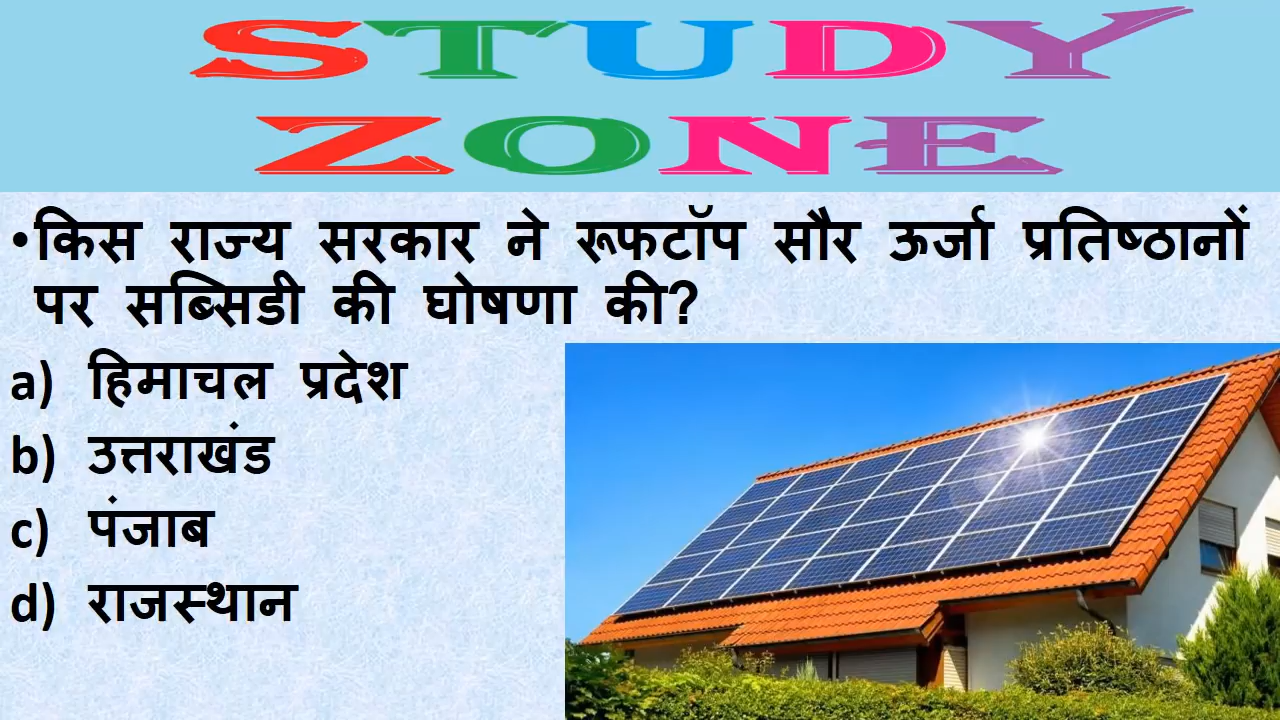 STUDY
ZONE
•किस राज्य सरकार ने रूफटॉप सौर ऊर्जा प्रतिष्ठानों
पर सब्सिडी की घोषणा की?
a) हिमाचल प्रदेश
b) उत्तराखंड
c) पंजाब
d) राजस्थान